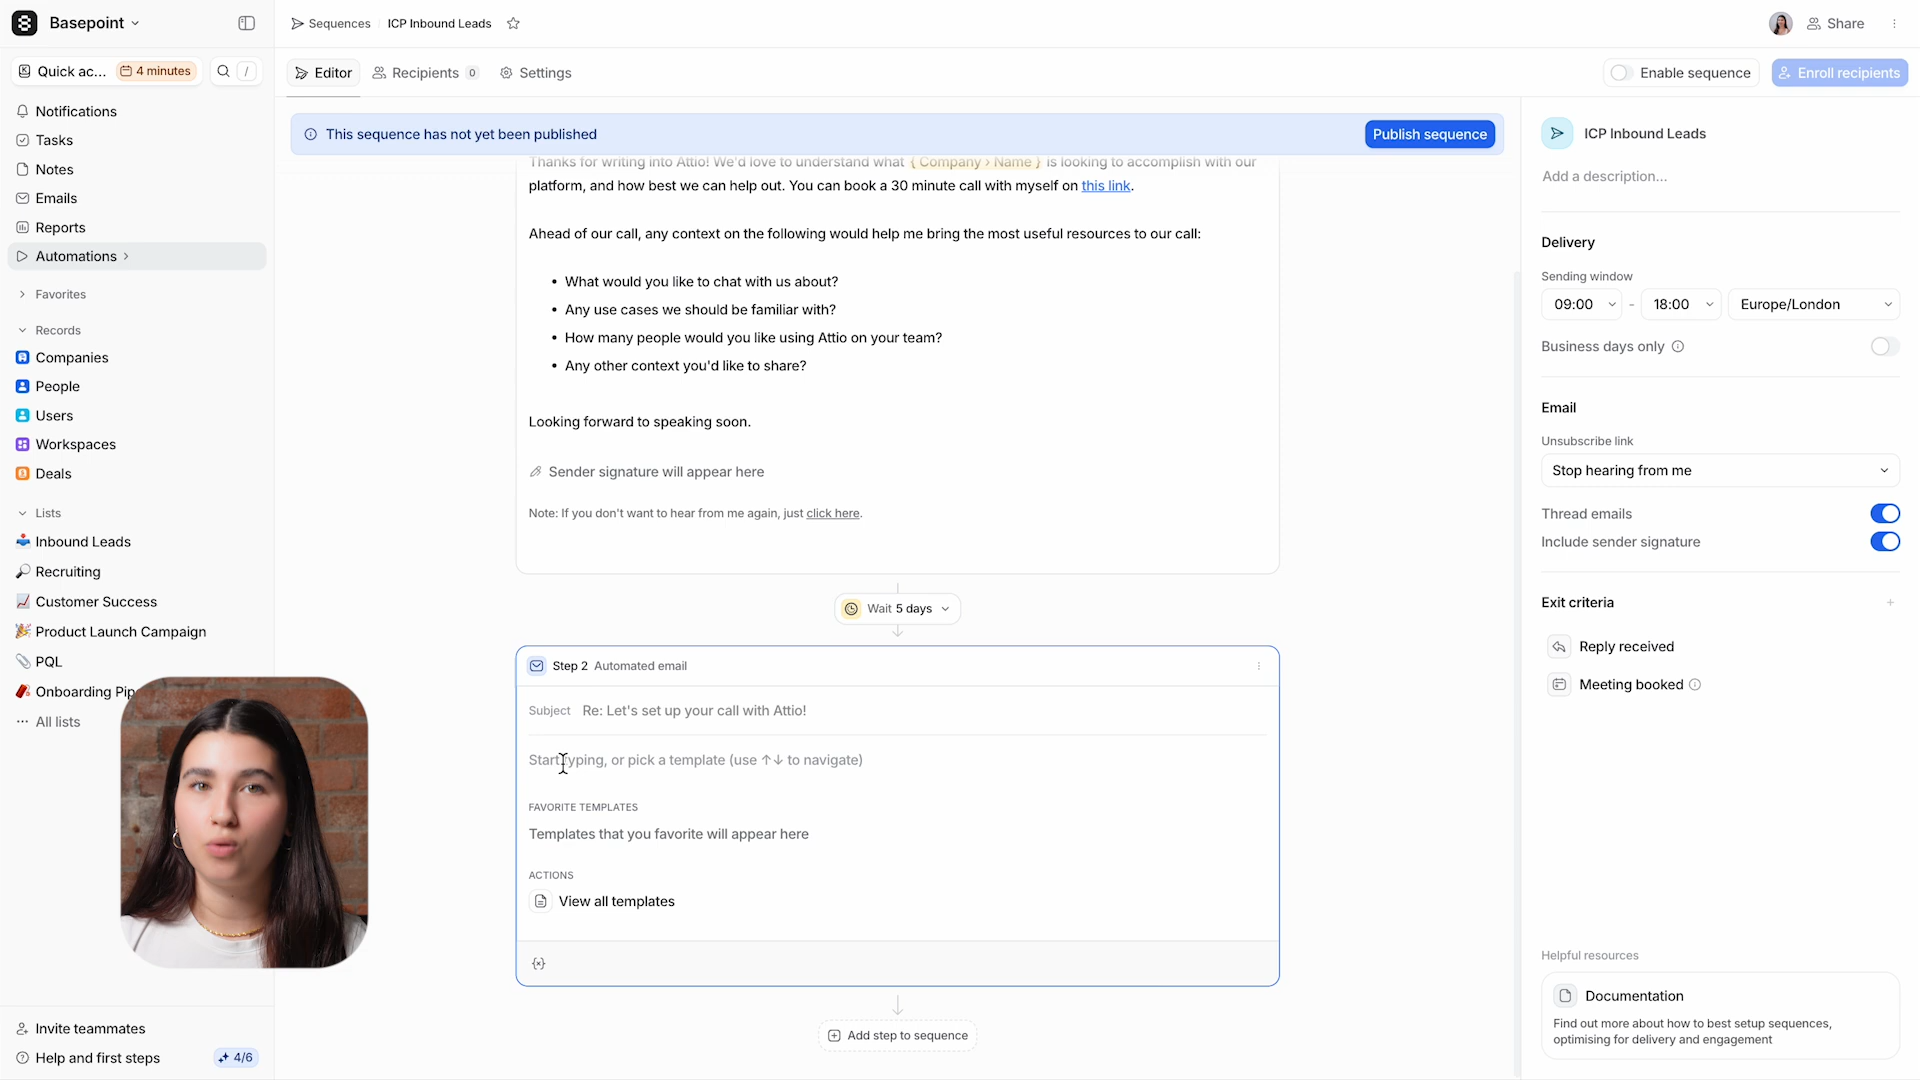 Basepoint
Sequences
ICP Inbound Leads
Share
Quick ac...
4 minutes
/
Editor
Recipients 0
Settings
Enable sequence
Enroll recipients
Notifications
Tasks
Notes
Emails
Reports
Automations
Favorites
Records
Companies
People
Users
Workspaces
Deals
Lists
Inbound Leads
Recruiting
Customer Success
Product Launch Campaign
PQL
Onboarding Pip
All lists
Invite teammates
Help and first steps
4/6
This sequence has not yet been published
Publish sequence
Thanks for writing into Attio! We'd love to understand what { Company › Name } is looking to accomplish with our
platform, and how best we can help out. You can book a 30 minute call with myself on this link.
Ahead of our call, any context on the following would help me bring the most useful resources to our call:
• What would you like to chat with us about?
• Any use cases we should be familiar with?
• How many people would you like using Attio on your team?
• Any other context you'd like to share?
Looking forward to speaking soon.
Sender signature will appear here
Note: If you don't want to hear from me again, just click here.
Wait 5 days
Step 2 Automated email
Subject Re: Let's set up your call with Attio!
Start typing, or pick a template (use ↑↓ to navigate)
FAVORITE TEMPLATES
Templates that you favorite will appear here
ACTIONS
View all templates
{×}
Add step to sequence
ICP Inbound Leads
Add a description...
Delivery
Sending window
09:00 - 18:00 Europe/London
Business days only
Email
Unsubscribe link
Stop hearing from me
Thread emails
Include sender signature
Exit criteria
Reply received
Meeting booked
Helpful resources
Documentation
Find out more about how to best setup sequences,
optimising for delivery and engagement